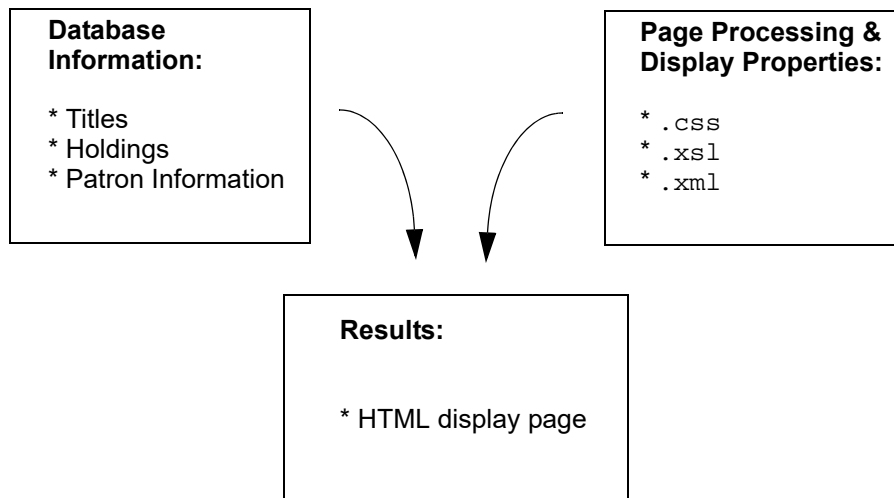 Database
Information:
* Titles
* Holdings
* Patron Information
Page Processing &
Display Properties:
* .css
* .xsl
* .xml
Results:
* HTML display page